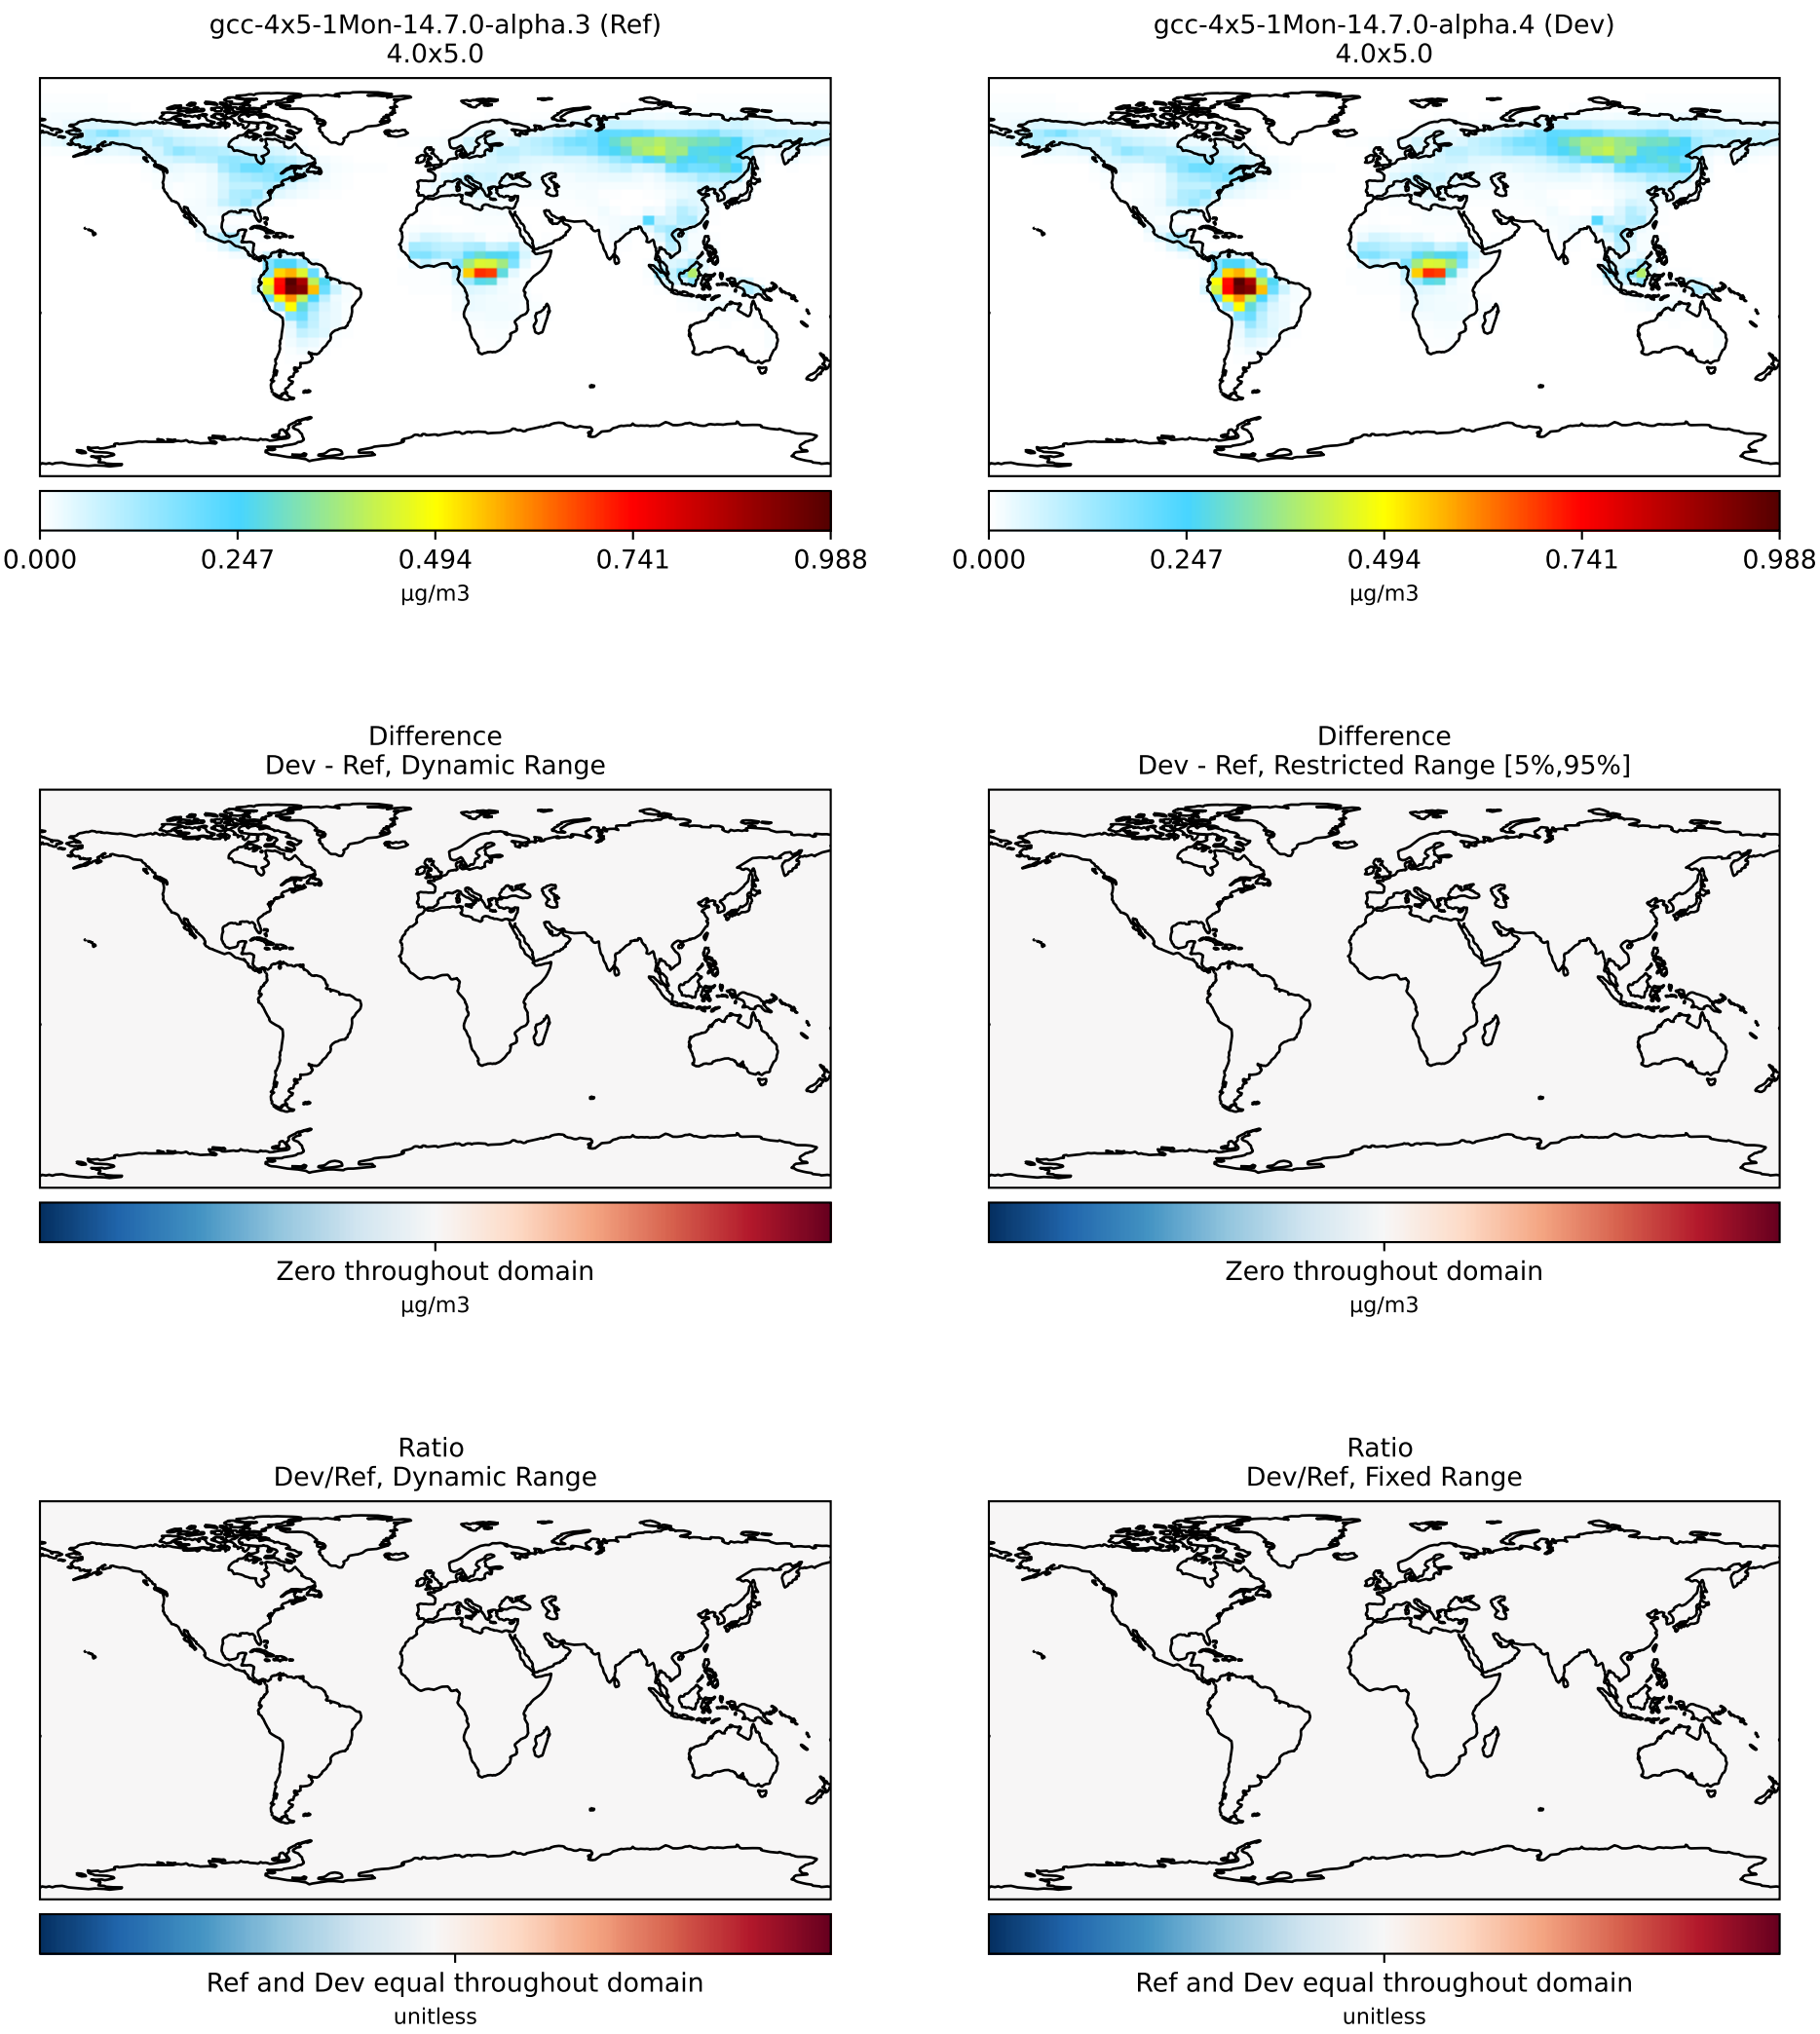 gcc-4x5-1Mon-14.7.0-alpha.3 (Ref)
4.0x5.0
gcc-4x5-1Mon-14.7.0-alpha.4 (Dev)
4.0x5.0
0.000 0.247 0.494 0.741 0.988
μg/m3
0.000 0.247 0.494 0.741 0.988
μg/m3
Difference
Dev - Ref, Dynamic Range
Difference
Dev - Ref, Restricted Range [5%,95%]
Zero throughout domain
μg/m3
Zero throughout domain
μg/m3
Ratio
Dev/Ref, Dynamic Range
Ratio
Dev/Ref, Fixed Range
Ref and Dev equal throughout domain
unitless
Ref and Dev equal throughout domain
unitless